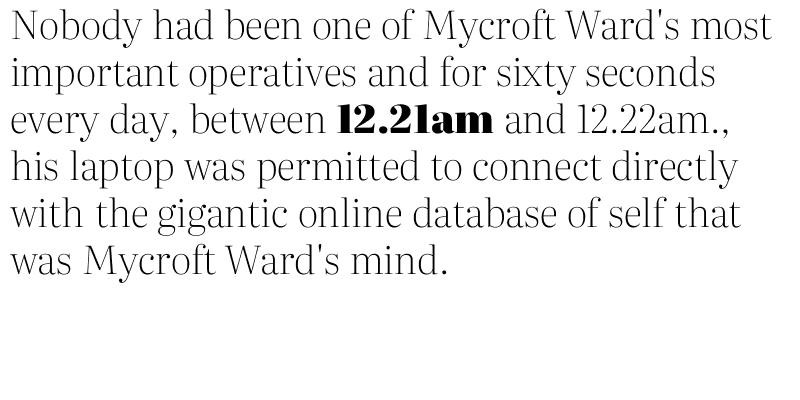 Nobody had been one of Mycroft Ward's most
important operatives and for sixty seconds
every day, between 12.21am and 12.22am.,
his laptop was permitted to connect directly
with the gigantic online database of self that
was Mycroft Ward's mind.